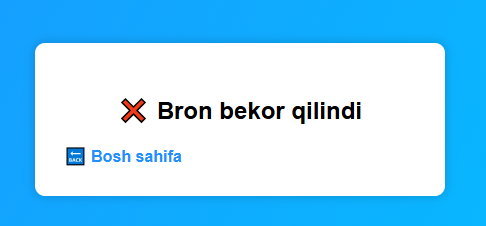 ❌ Bron bekor qilindi
🔙 Bosh sahifa